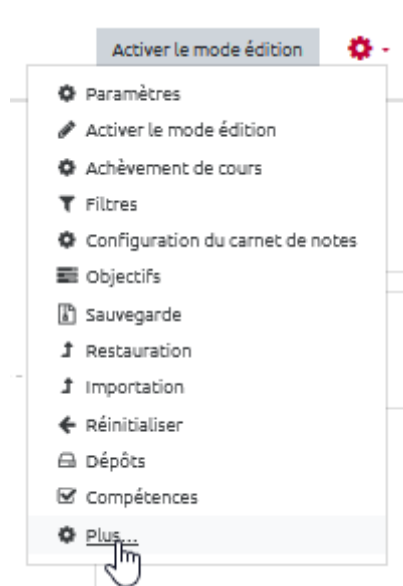 Activer le mode édition
Paramètres
Activer le mode édition
Achèvement de cours
Filtres
Configuration du carnet de notes
Objectifs
Sauvegarde
Restauration
Importation
Réinitialiser
Dépôts
Compétences
Plus...